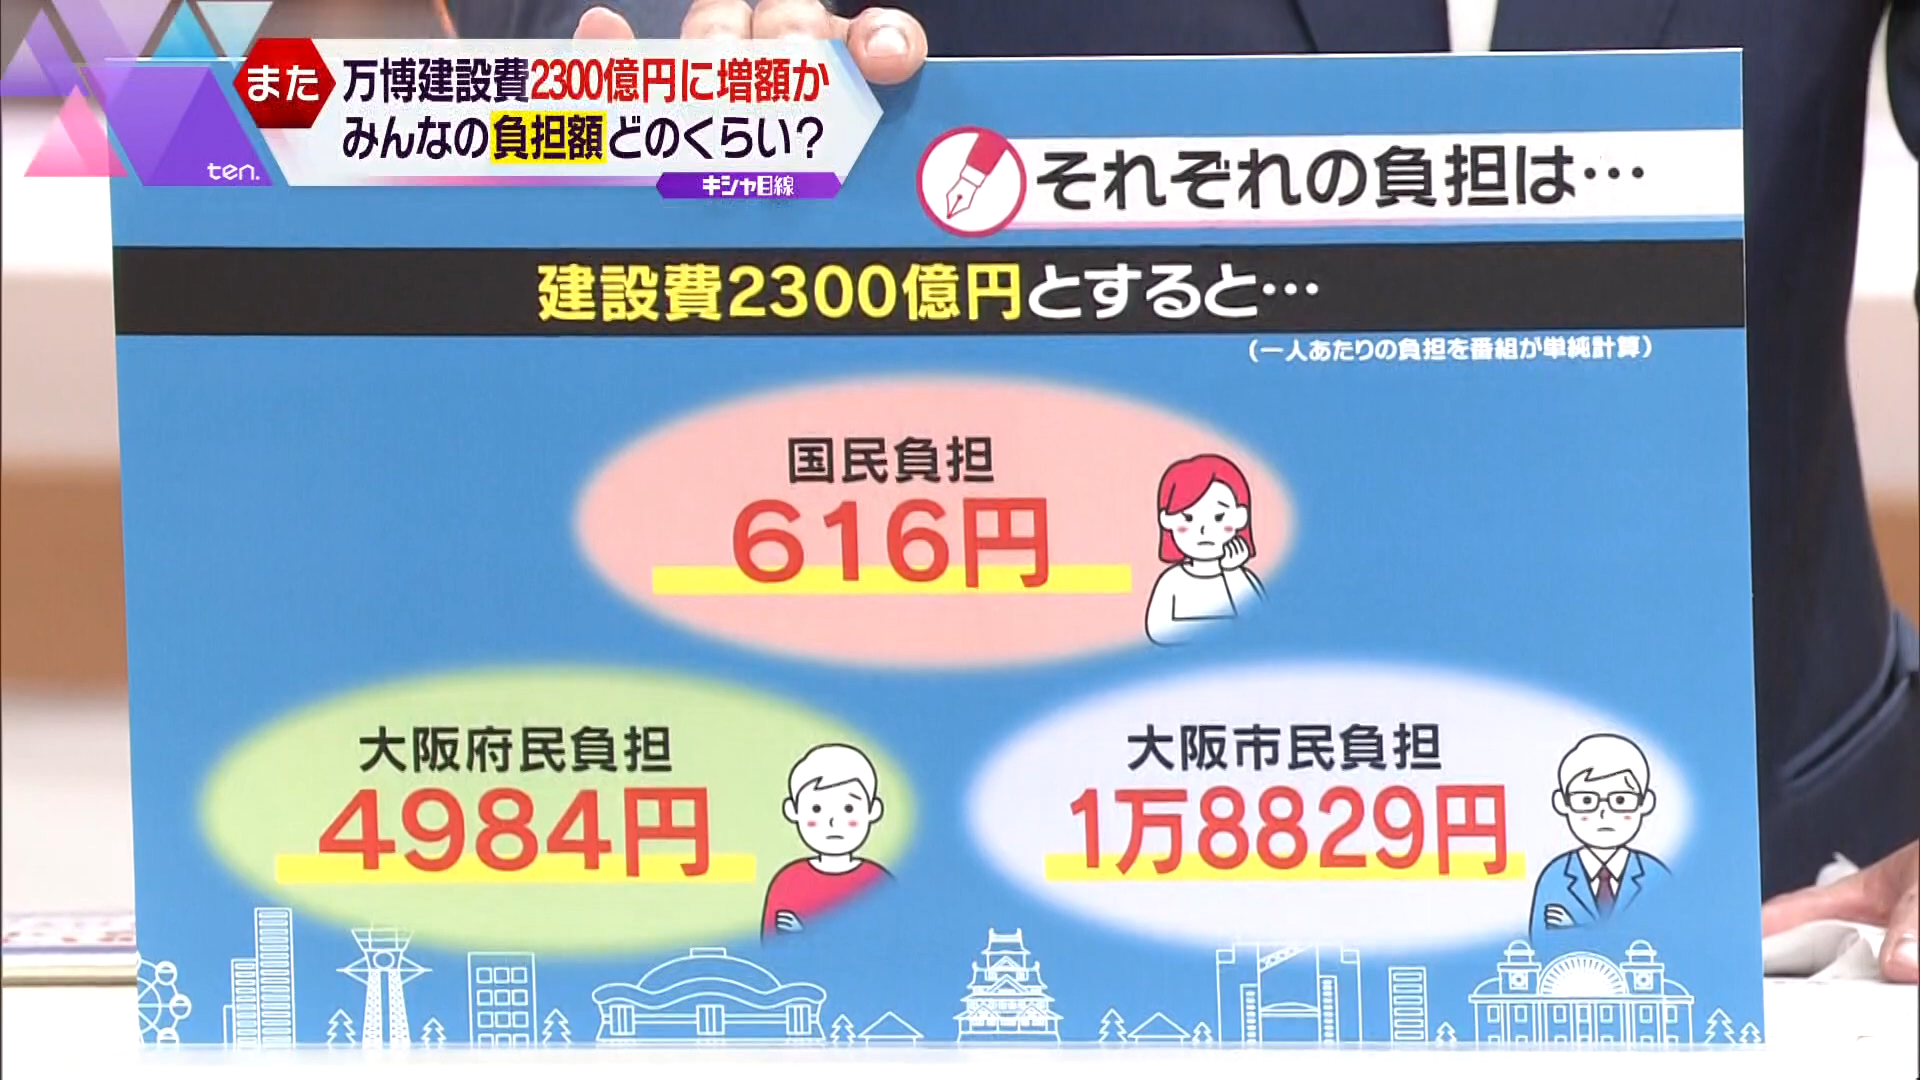 また
万博建設費2300億円に増額か
みんなの負担額どのくらい？
キシャ目線
ten.
それぞれの負担は…
建設費2300億円とすると…
（一人あたりの負担を番組が単純計算）
国民負担
616円
大阪府民負担
4984円
大阪市民負担
1万8829円